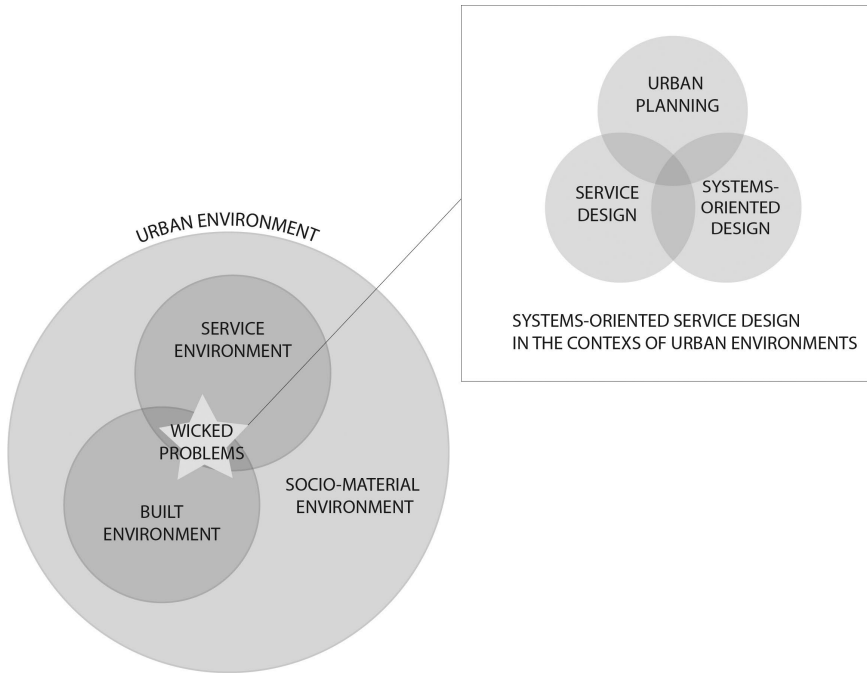 URBAN ENVIRONMENT
SERVICE
ENVIRONMENT
WICKED
PROBLEMS
BUILT
ENVIRONMENT
SOCIO-MATERIAL
ENVIRONMENT
URBAN
PLANNING
SERVICE
DESIGN
SYSTEMS-
ORIENTED
DESIGN
SYSTEMS-ORIENTED SERVICE DESIGN
IN THE CONTEXS OF URBAN ENVIRONMENTS